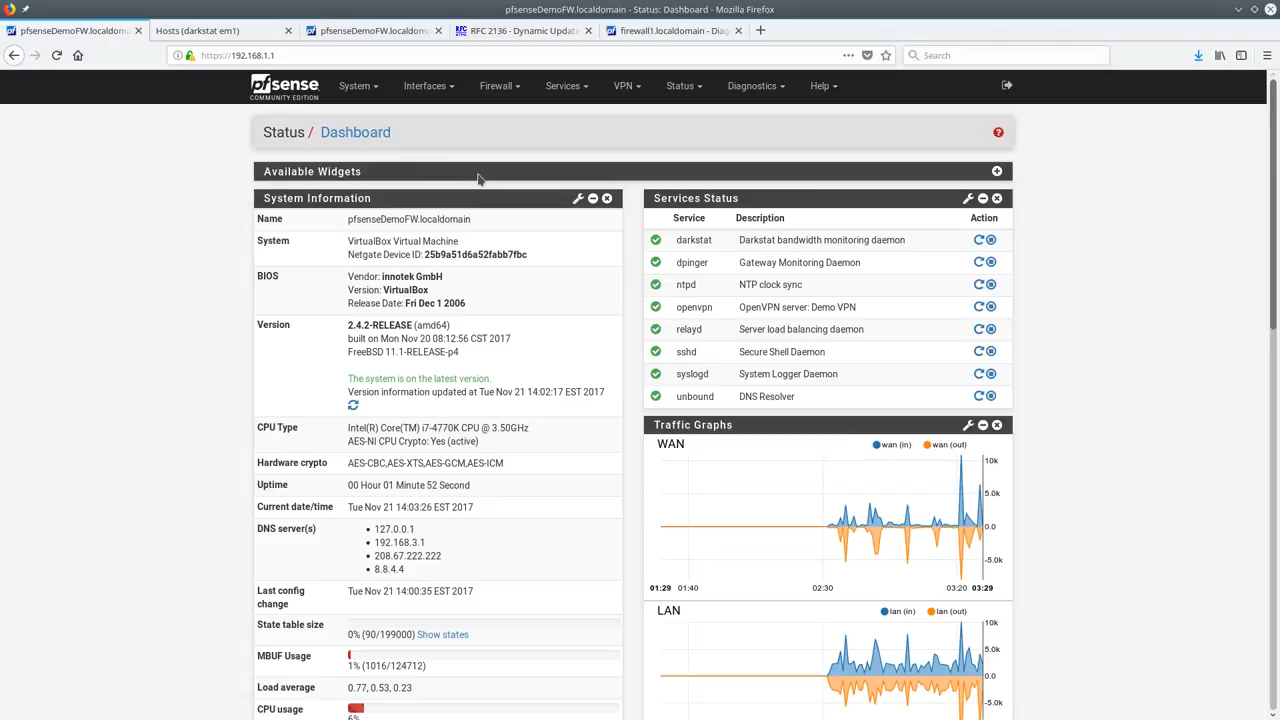 pfsenseDemoFW.localdomain - Status: Dashboard - Mozilla Firefox
pfsenseDemoFW.localdom
Hosts (darkstat em1)
pfsenseDemoFW.localdom
RFC 2136 - Dynamic Updat
firewall1.localdomain - Diag
https://192.168.1.1
Search
pfsense
COMMUNITY EDITION
System
Interfaces
Firewall
Services
VPN
Status
Diagnostics
Help
Status / Dashboard
Available Widgets
System Information
Name pfsenseDemoFW.localdomain
System VirtualBox Virtual Machine
Netgate Device ID: 25b9a51d6a52fabb7fbc
BIOS Vendor: innotek GmbH
Version: VirtualBox
Release Date: Fri Dec 1 2006
Version 2.4.2-RELEASE (amd64)
built on Mon Nov 20 08:12:56 CST 2017
FreeBSD 11.1-RELEASE-p4
The system is on the latest version.
Version information updated at Tue Nov 21 14:02:17 EST 2017
CPU Type Intel(R) Core(TM) i7-4770K CPU @ 3.50GHz
AES-NI CPU Crypto: Yes (active)
Hardware crypto AES-CBC,AES-XTS,AES-GCM,AES-ICM
Uptime 00 Hour 01 Minute 52 Second
Current date/time Tue Nov 21 14:03:26 EST 2017
DNS server(s)
• 127.0.0.1
• 192.168.3.1
• 208.67.222.222
• 8.8.4.4
Last config change Tue Nov 21 14:00:35 EST 2017
State table size 0% (90/199000) Show states
MBUF Usage 1% (1016/124712)
Load average 0.77, 0.53, 0.23
CPU usage 6%
Services Status
Service Description Action
darkstat Darkstat bandwidth monitoring daemon
dpinger Gateway Monitoring Daemon
ntpd NTP clock sync
openvpn OpenVPN server: Demo VPN
relayd Server load balancing daemon
sshd Secure Shell Daemon
syslogd System Logger Daemon
unbound DNS Resolver
Traffic Graphs
WAN wan (in) wan (out)
10k
5.0k
0.0
-5.0k
01:29 01:40 02:30 03:20 03:29
LAN lan (in) lan (out)
10k
5.0k
0.0
-5.0k